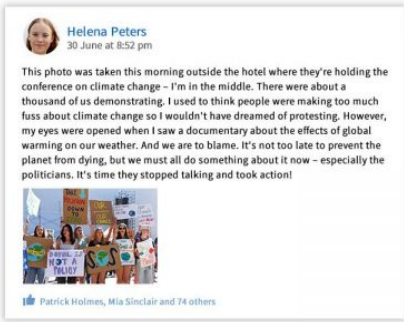 Helena Peters
30 June at 8:52 pm
This photo was taken this morning outside the hotel where they're holding the
conference on climate change – I'm in the middle. There were about a
thousand of us demonstrating. I used to think people were making too much
fuss about climate change so I wouldn't have dreamed of protesting. However,
my eyes were opened when I saw a documentary about the effects of global
warming on our weather. And we are to blame. It's not too late to prevent the
planet from dying, but we must all do something about it now – especially the
politicians. It's time they stopped talking and took action!
DENIAL IS
NOT A
POLICY
SOS
Patrick Holmes, Mia Sinclair and 74 others